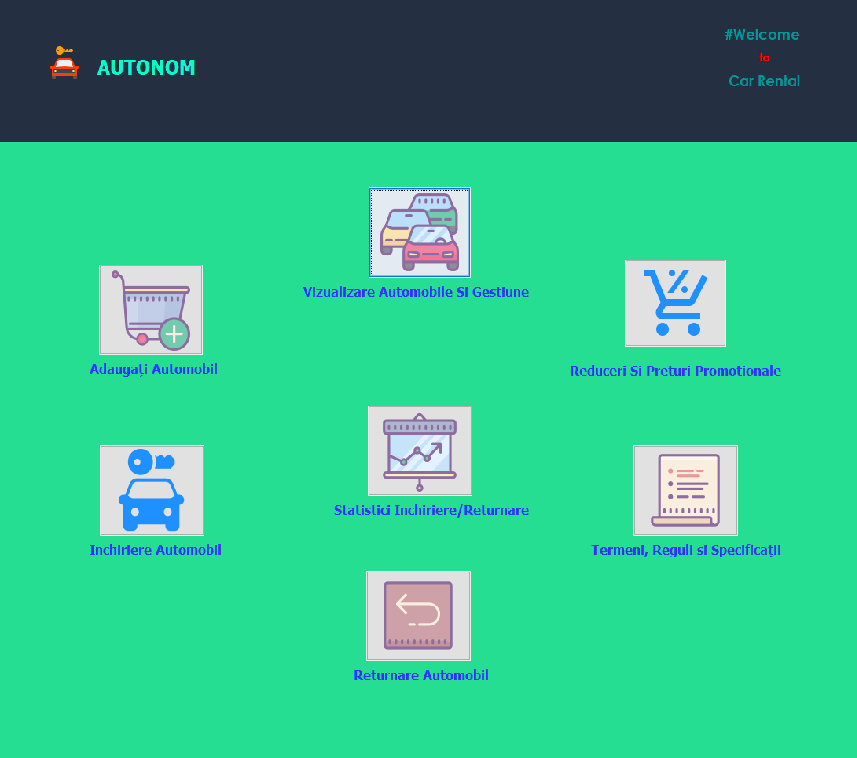 AUTONOM
#Welcome
to
Car Rental
Vizualizare Automobile Si Gestiune
Adaugați Automobil
Reduceri Si Preturi Promotionale
Statistici Inchiriere/Returnare
Inchiriere Automobil
Termeni, Reguli si Specificații
Returnare Automobil